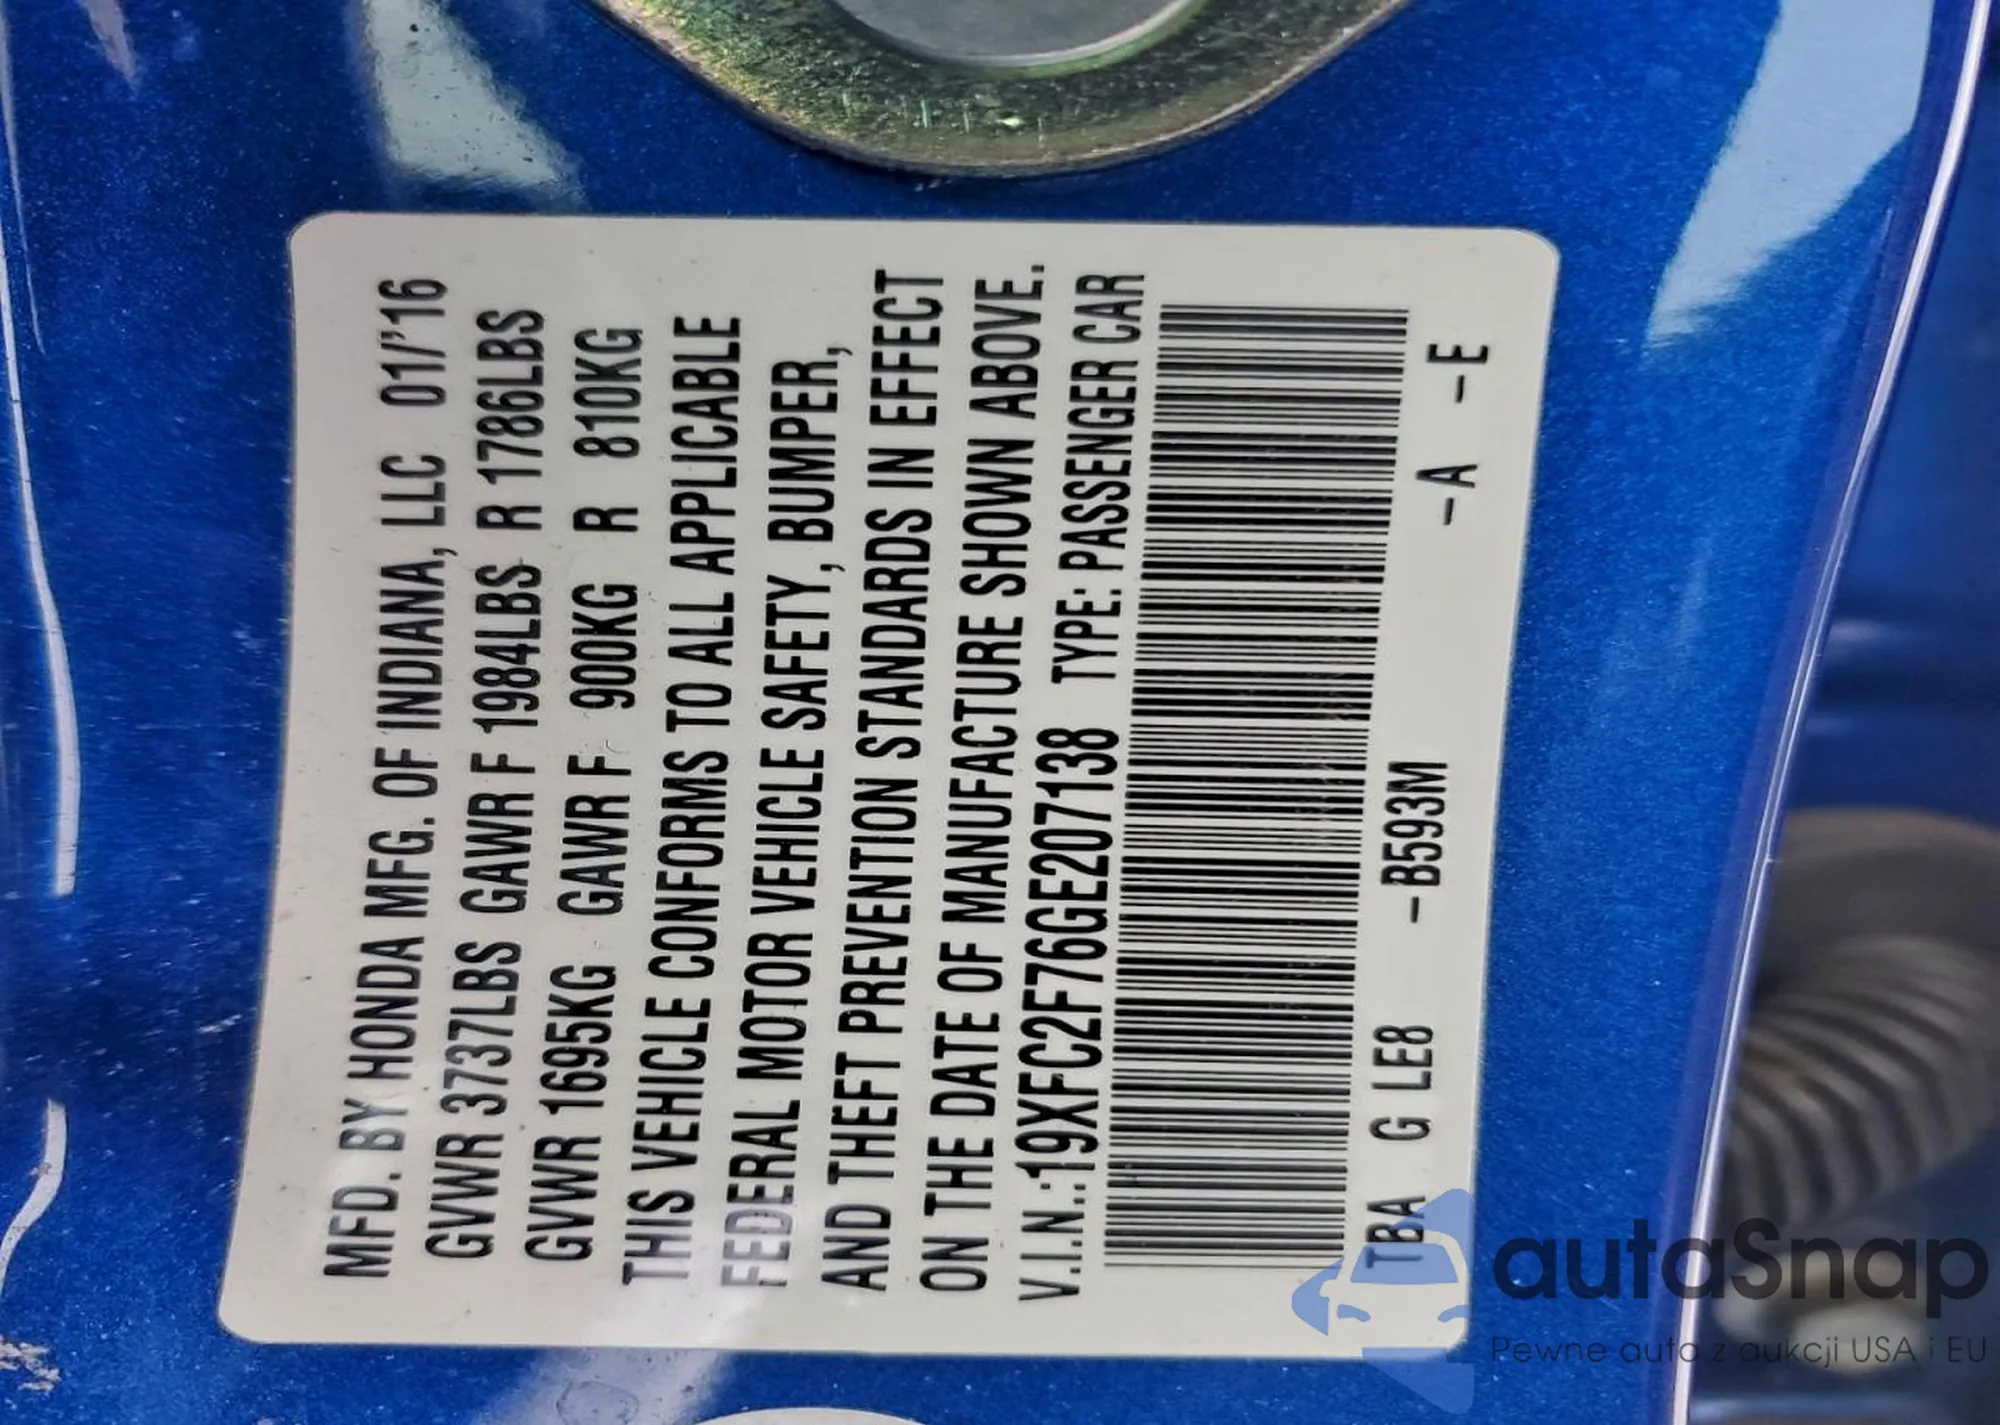 MFD. BY HONDA MFG. OF INDIANA, LLC 01/'16
GVWR 3737LBS GAWR F 1984LBS R 1786LBS
GVWR 1695KG GAWR F 900KG R 810KG
THIS VEHICLE CONFORMS TO ALL APPLICABLE
FEDERAL MOTOR VEHICLE SAFETY, BUMPER,
AND THEFT PREVENTION STANDARDS IN EFFECT
ON THE DATE OF MANUFACTURE SHOWN ABOVE.
V.I.N.:19XFC2F76GE207138 TYPE: PASSENGER CAR
TBA G LE8 -B593M -A -E
autaSnap
Pewne auta z aukcji USA i EU